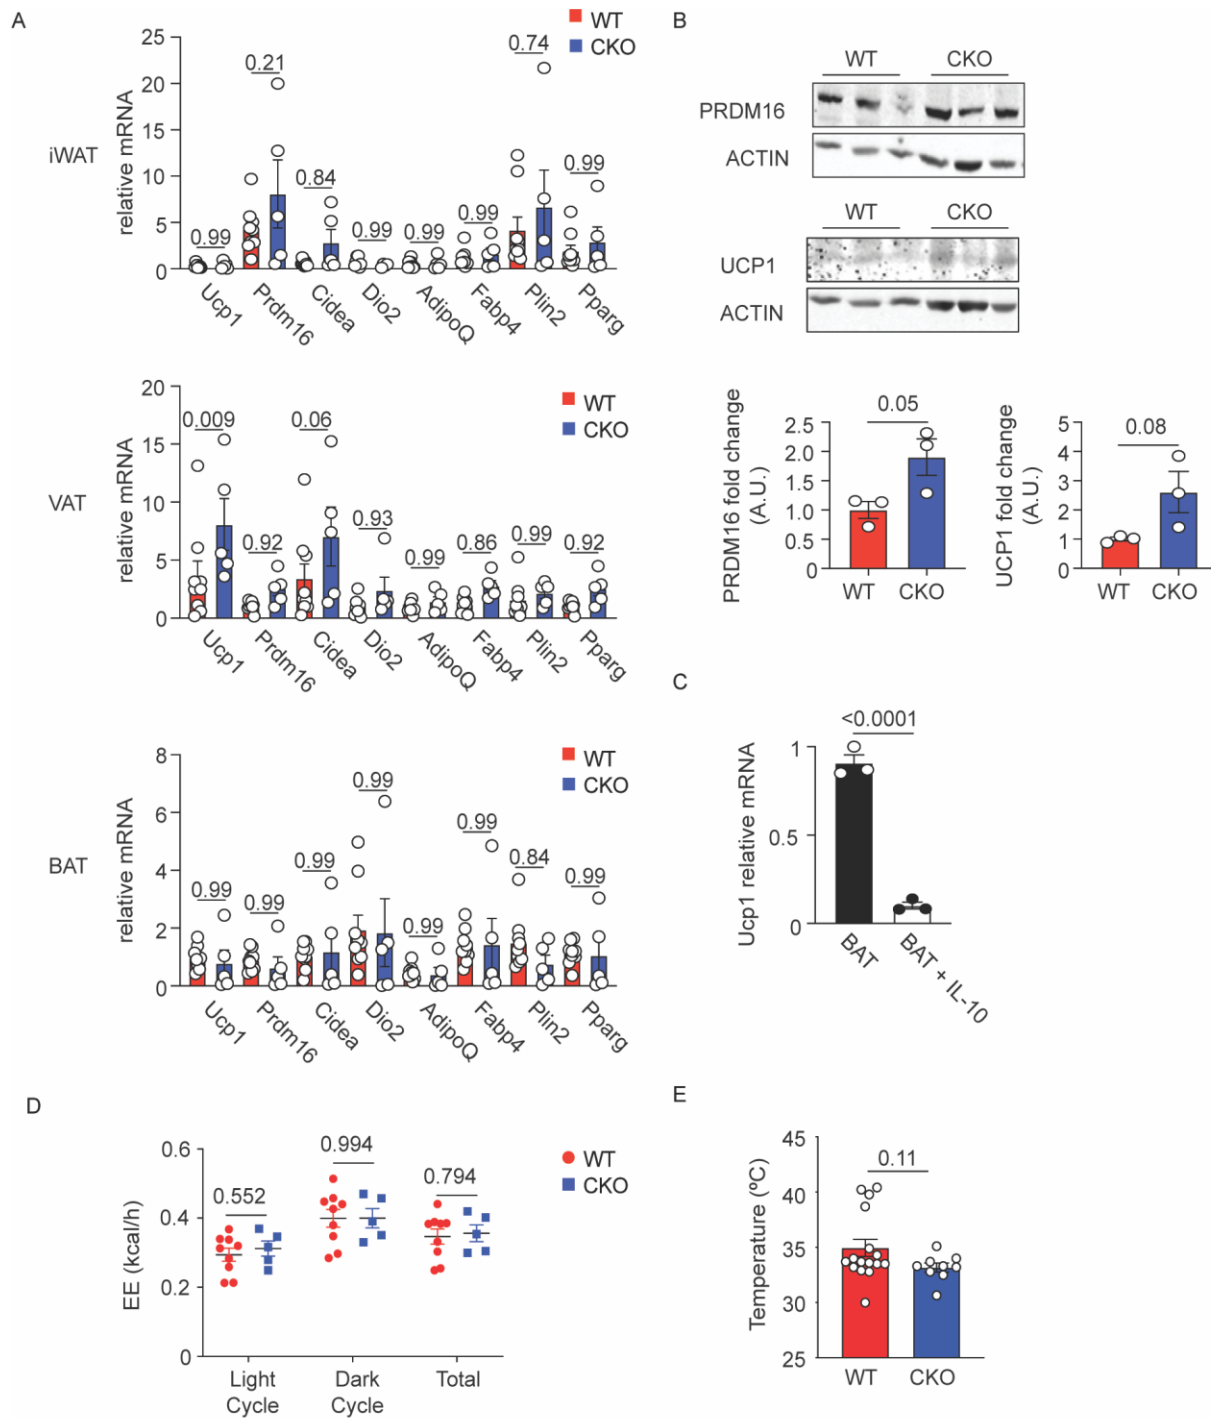 A
iWAT
relative mRNA
25
20
15
10
5
0
WT
CKO
0.99
0.21
0.84
0.99
0.99
0.99
0.74
0.99
Ucp1
Prdm16
Cidea
Dio2
AdipoQ
Fabp4
Plin2
Pparg
VAT
relative mRNA
20
15
10
5
0
WT
CKO
0.009
0.92
0.06
0.93
0.99
0.86
0.99
0.92
Ucp1
Prdm16
Cidea
Dio2
AdipoQ
Fabp4
Plin2
Pparg
BAT
relative mRNA
8
6
4
2
0
WT
CKO
0.99
0.99
0.99
0.99
0.99
0.99
0.84
0.99
Ucp1
Prdm16
Cidea
Dio2
AdipoQ
Fabp4
Plin2
Pparg
B
WT
CKO
PRDM16
ACTIN
WT
CKO
UCP1
ACTIN
PRDM16 fold change
(A.U.)
2.5
2.0
1.5
1.0
0.5
0
0.05
WT
CKO
UCP1 fold change
(A.U.)
5
4
3
2
1
0
0.08
WT
CKO
C
Ucp1 relative mRNA
1
0.5
0
<0.0001
BAT
BAT + IL-10
D
EE (kcal/h)
0.6
0.4
0.2
0
0.552
0.994
0.794
WT
CKO
Light
Cycle
Dark
Cycle
Total
E
Temperature (ºC)
45
40
35
30
25
0.11
WT
CKO